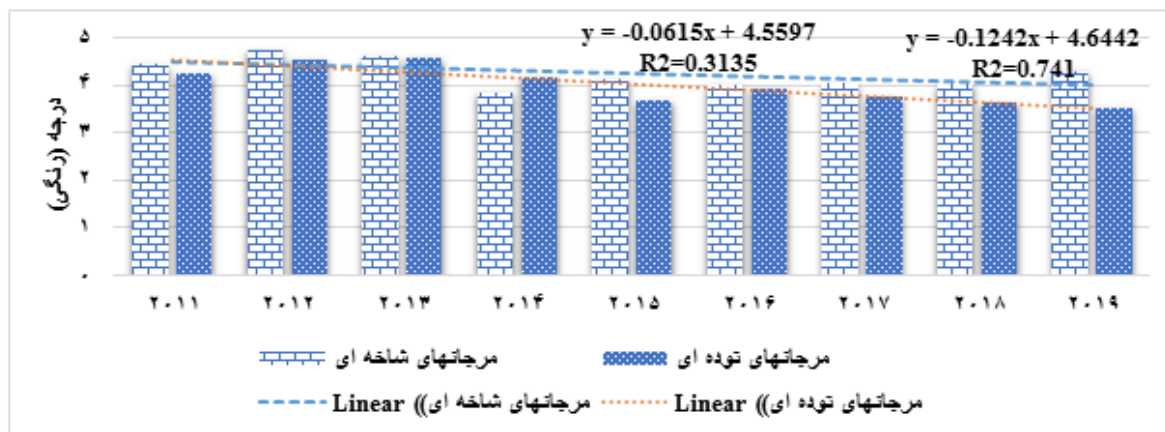 y = -0.0615x + 4.5597
R2=0.3135
y = -0.1242x + 4.6442
R2=0.741
درجه (رنگی)
۵
۴
۳
۲
۱
۰
۲۰۱۱ ۲۰۱۲ ۲۰۱۳ ۲۰۱۴ ۲۰۱۵ ۲۰۱۶ ۲۰۱۷ ۲۰۱۸ ۲۰۱۹
مرجانهای شاخه ای
مرجانهای توده ای
Linear ((مرجانهای شاخه ای
Linear ((مرجانهای توده ای